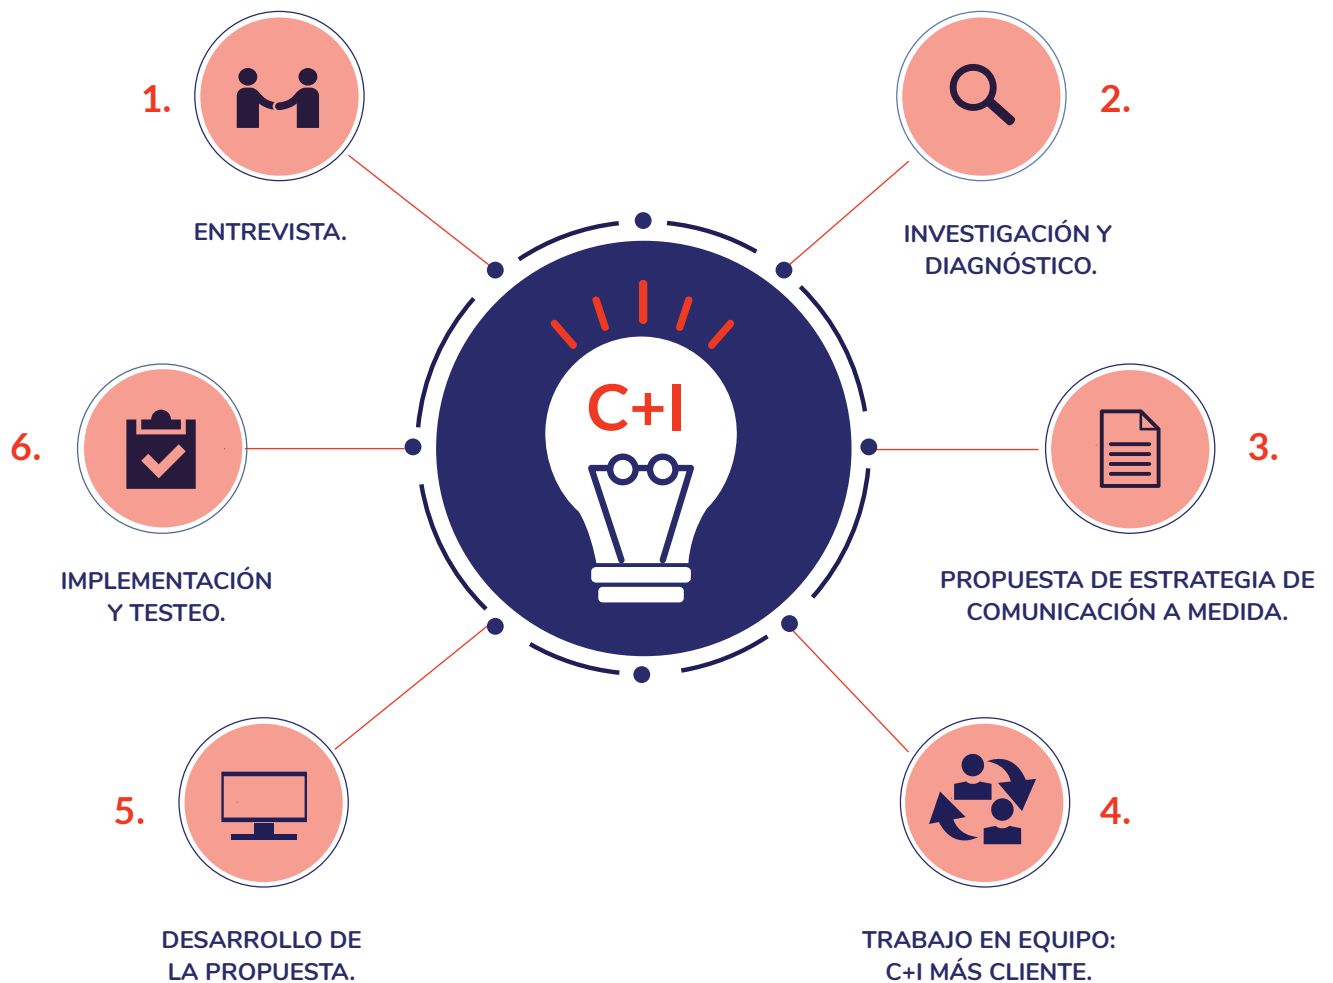 1.
ENTREVISTA.
2.
INVESTIGACIÓN Y
DIAGNÓSTICO.
C+I
3.
PROPUESTA DE ESTRATEGIA DE
COMUNICACIÓN A MEDIDA.
4.
TRABAJO EN EQUIPO:
C+I MÁS CLIENTE.
5.
DESARROLLO DE
LA PROPUESTA.
6.
IMPLEMENTACIÓN
Y TESTEO.